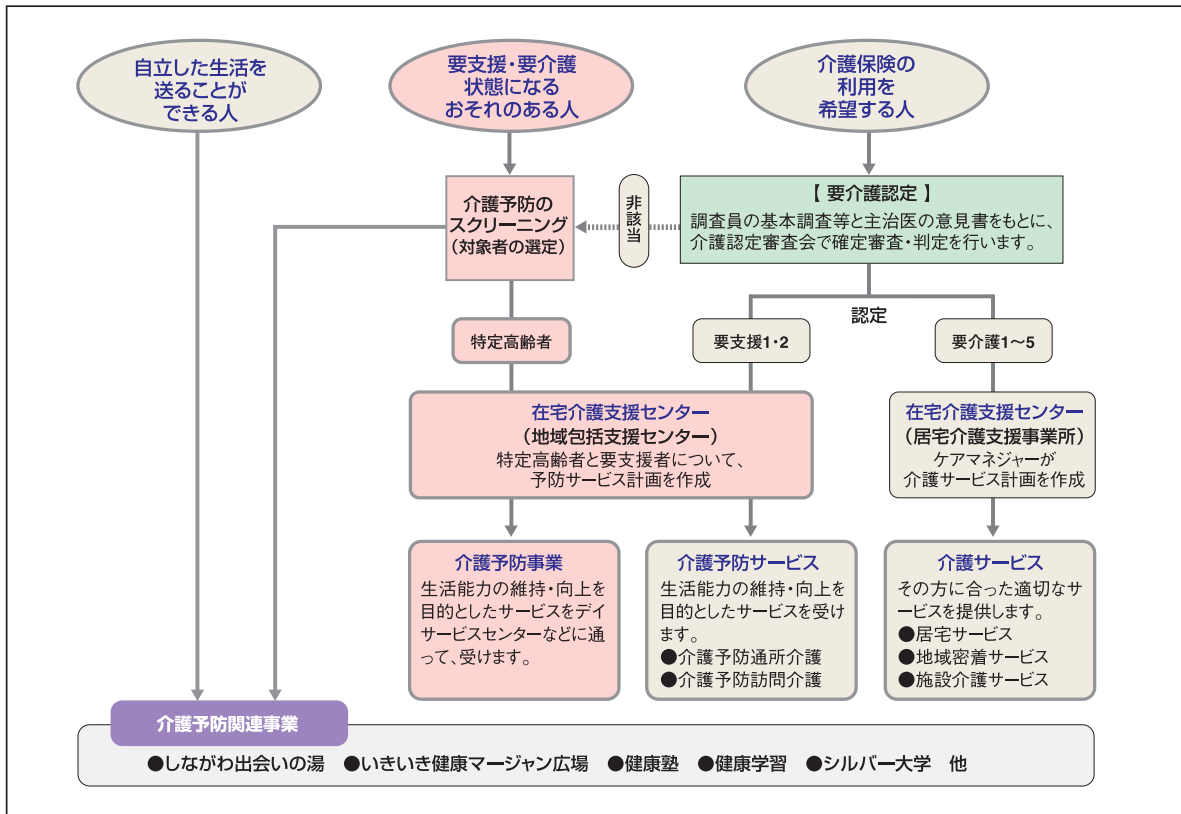 自立した生活を
送ることが
できる人
要支援・要介護
状態になる
おそれのある人
介護保険の
利用を
希望する人
介護予防の
スクリーニング
(対象者の選定)
非該当
【 要介護認定 】
調査員の基本調査等と主治医の意見書をもとに、
介護認定審査会で確定審査・判定を行います。
認定
特定高齢者
要支援1・2
要介護1~5
在宅介護支援センター
(地域包括支援センター)
特定高齢者と要支援者について、
予防サービス計画を作成
在宅介護支援センター
(居宅介護支援事業所)
ケアマネジャーが
介護サービス計画を作成
介護予防事業
生活能力の維持・向上を
目的としたサービスをデイ
サービスセンターなどに通
って、受けます。
介護予防サービス
生活能力の維持・向上を
目的としたサービスを受け
ます。
●介護予防通所介護
●介護予防訪問介護
介護サービス
その方に合った適切なサ
ービスを提供します。
●居宅サービス
●地域密着サービス
●施設介護サービス
介護予防関連事業
●しながわ出会いの湯 ●いきいき健康マージャン広場 ●健康塾 ●健康学習 ●シルバー大学 他